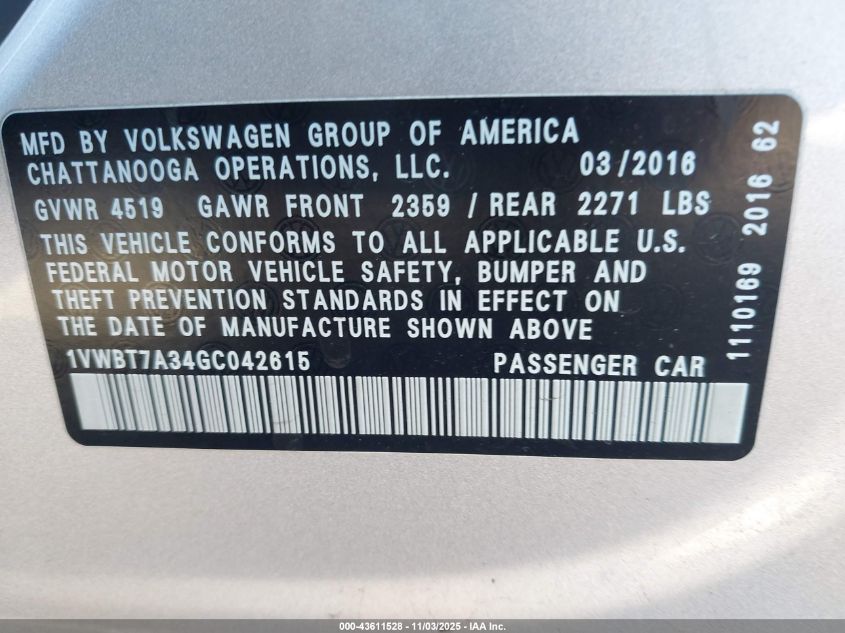 MFD BY VOLKSWAGEN GROUP OF AMERICA
CHATTANOOGA OPERATIONS, LLC. 03/2016
GVWR 4519 GAWR FRONT 2359 / REAR 2271 LBS
THIS VEHICLE CONFORMS TO ALL APPLICABLE U.S.
FEDERAL MOTOR VEHICLE SAFETY, BUMPER AND
THEFT PREVENTION STANDARDS IN EFFECT ON
THE DATE OF MANUFACTURE SHOWN ABOVE
1VWBT7A34GC042615 PASSENGER CAR
1110169 2016 62
000-43611528 - 11/03/2025 - IAA Inc.